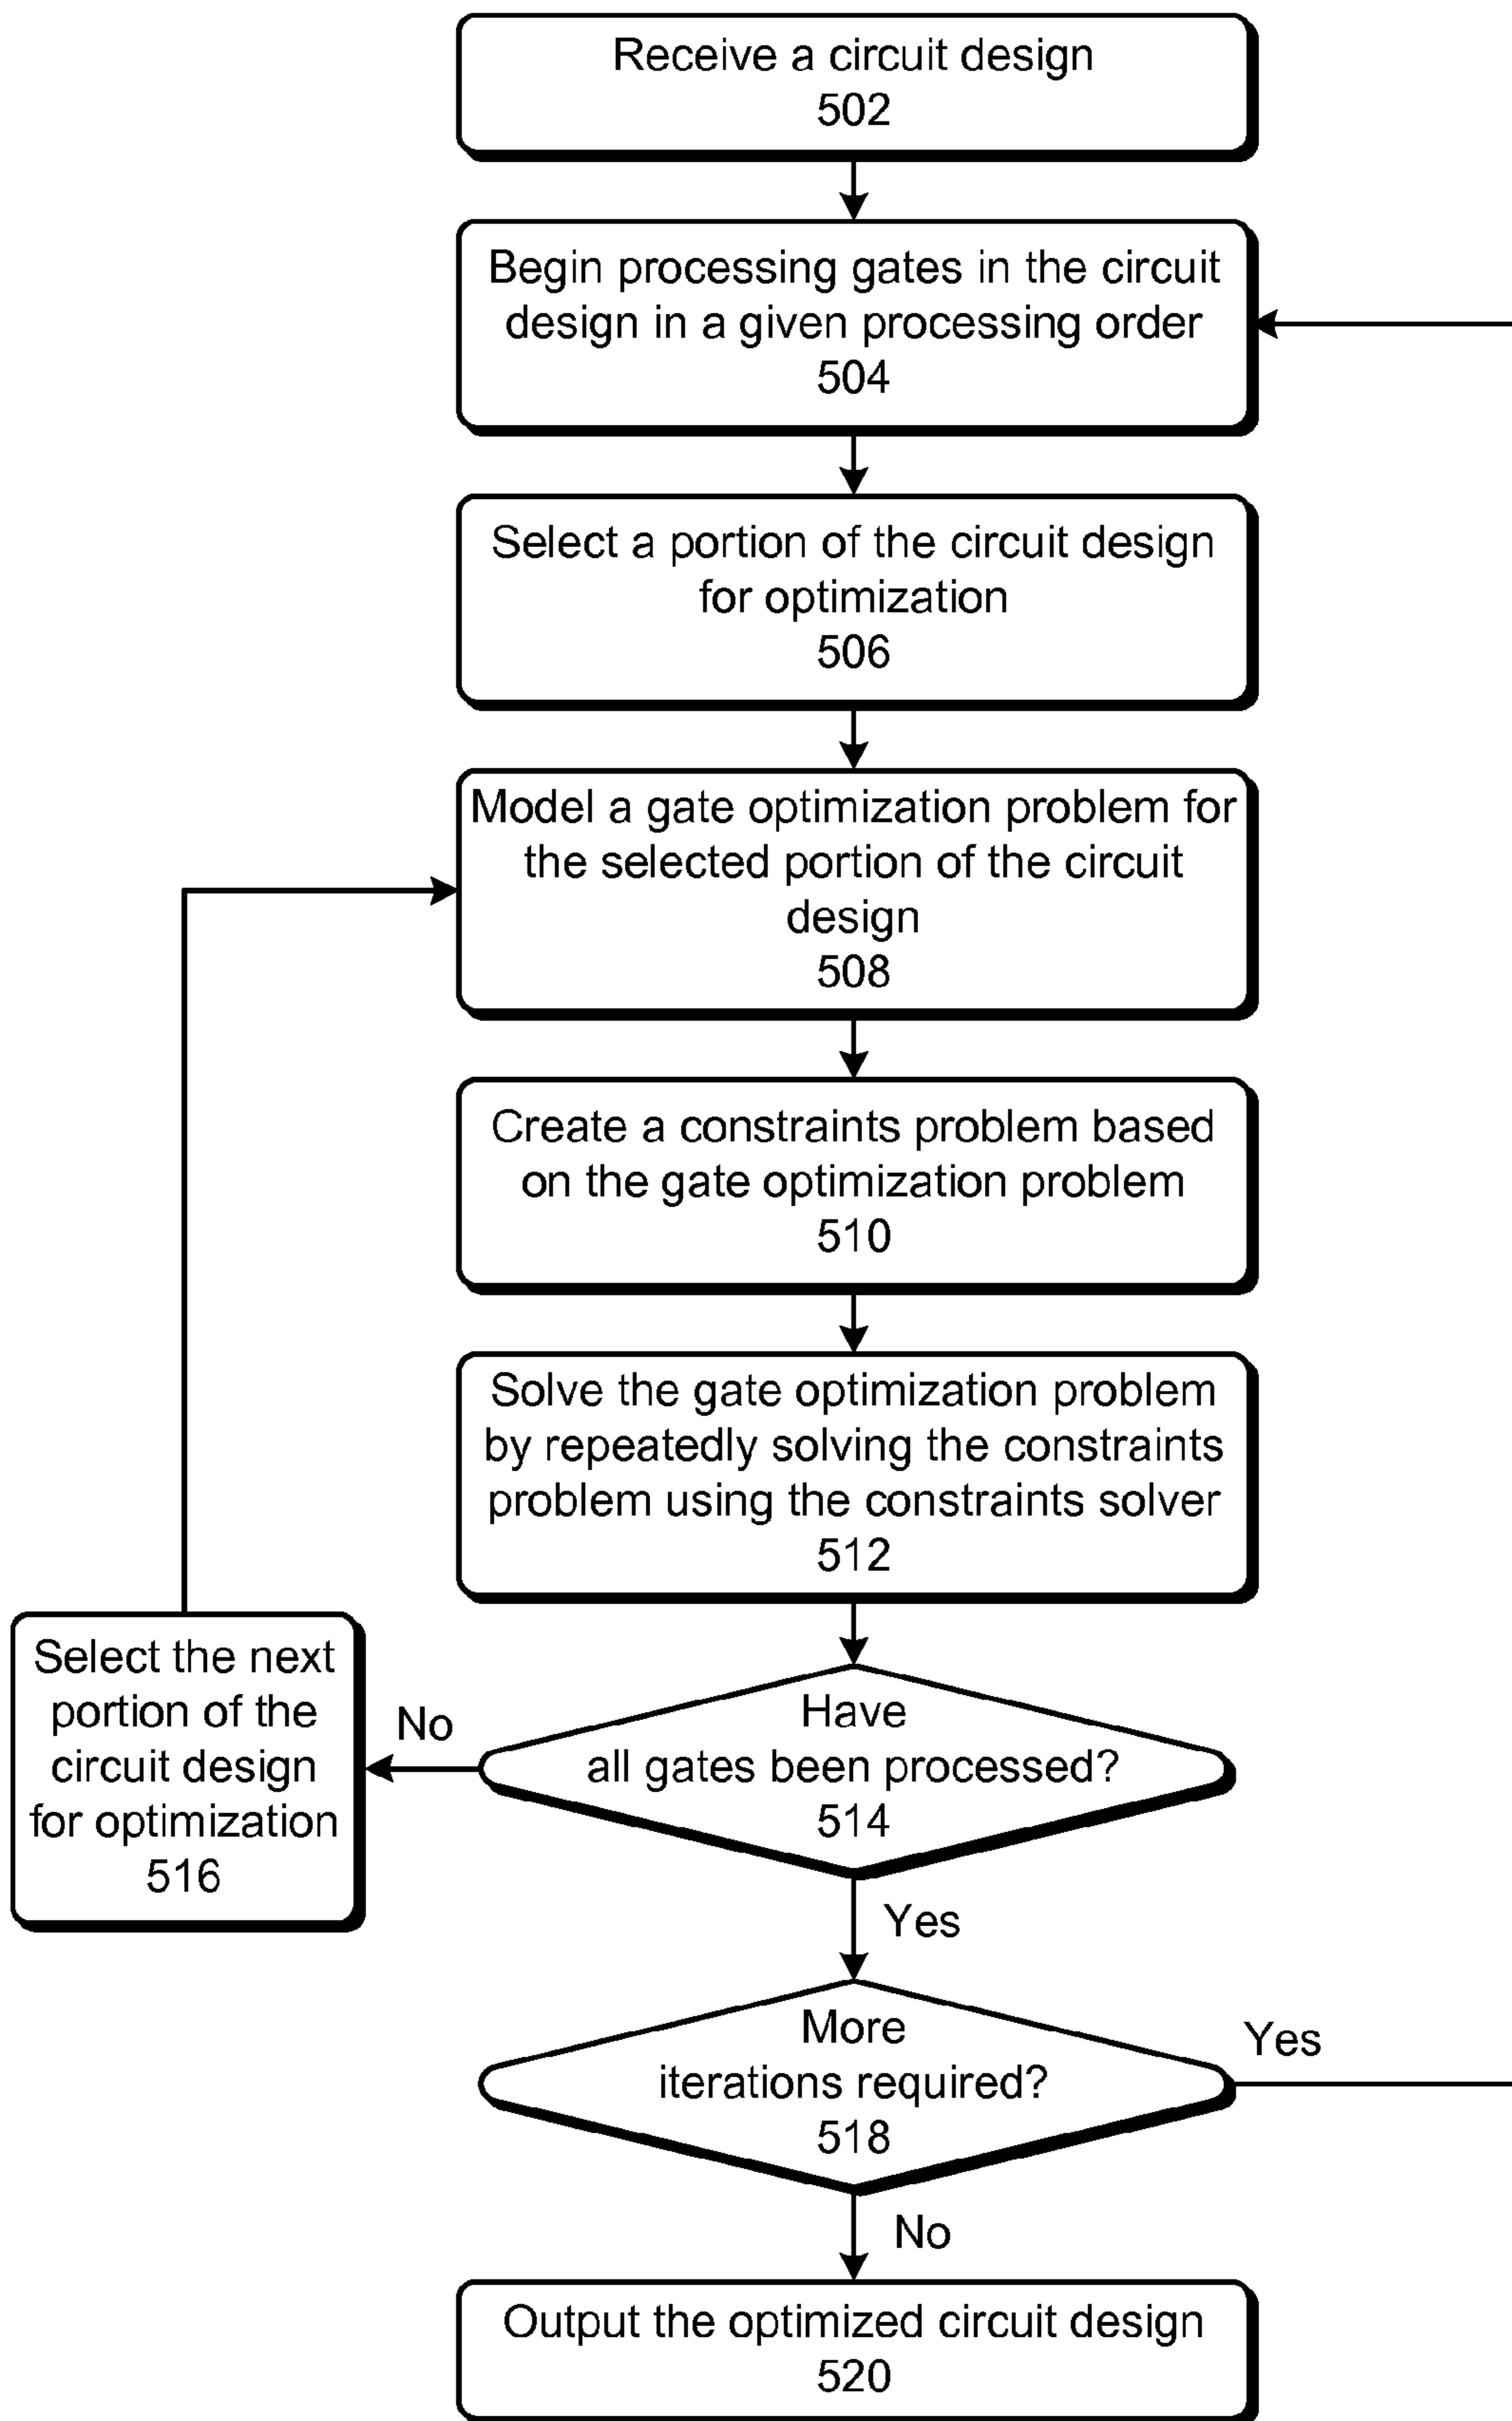 Receive a circuit design
502
Begin processing gates in the circuit
design in a given processing order
504
Select a portion of the circuit design
for optimization
506
Model a gate optimization problem for
the selected portion of the circuit
design
508
Create a constraints problem based
on the gate optimization problem
510
Solve the gate optimization problem
by repeatedly solving the constraints
problem using the constraints solver
512
Have
all gates been processed?
514
No
Select the next
portion of the
circuit design
for optimization
516
Yes
More
iterations required?
518
Yes
No
Output the optimized circuit design
520